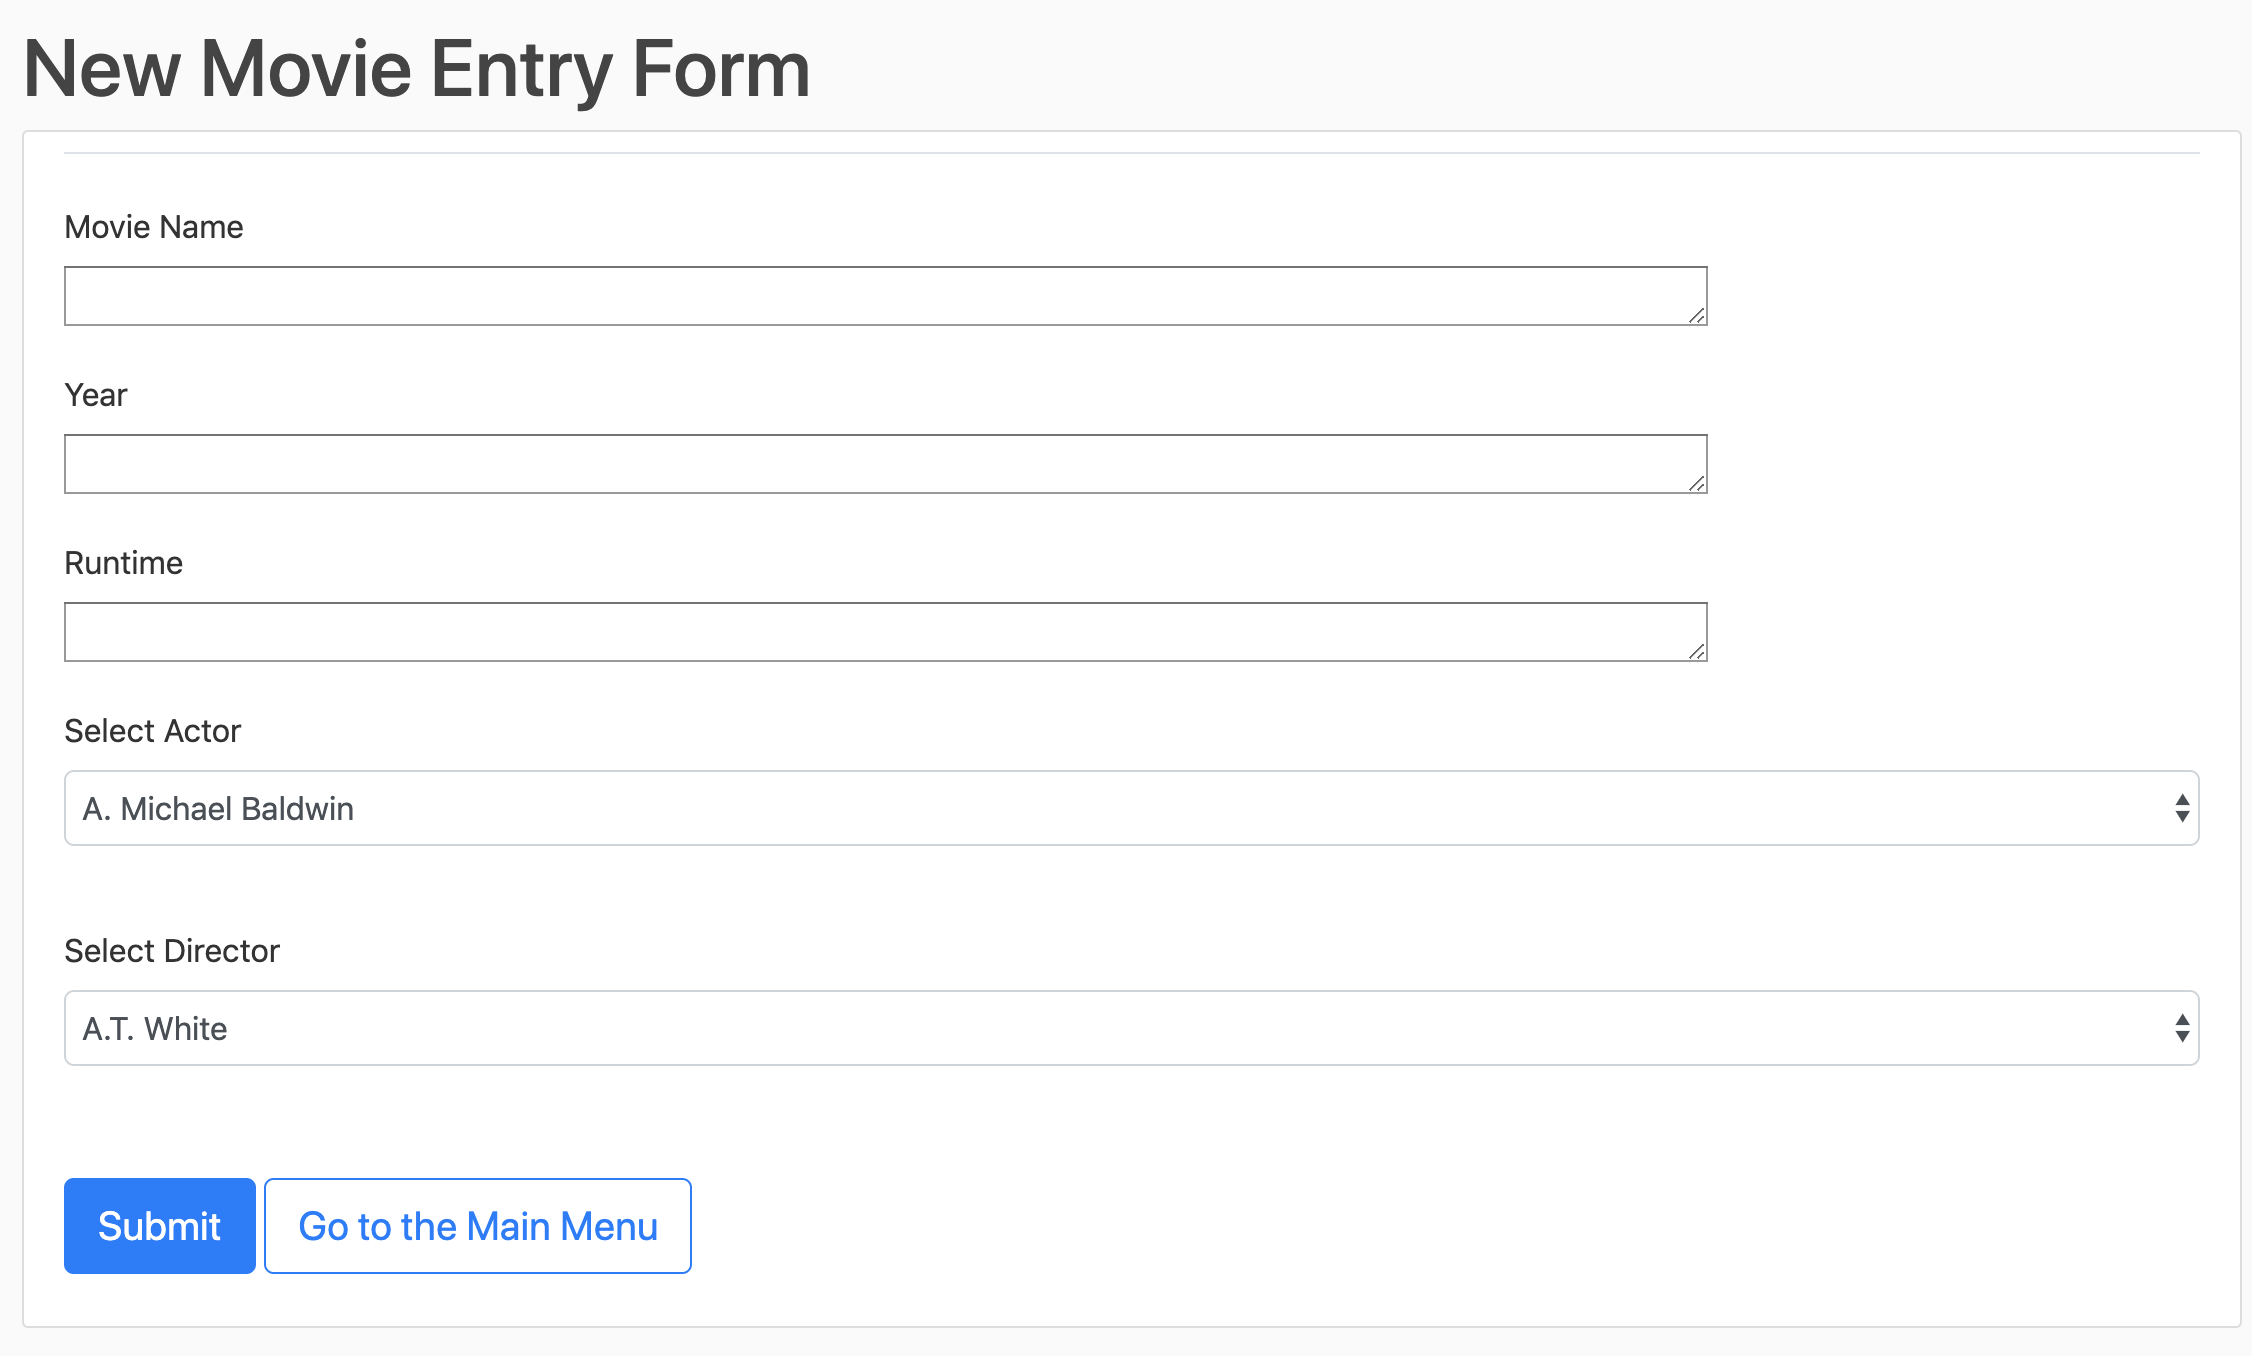 New Movie Entry Form
Movie Name
Year
Runtime
Select Actor
A. Michael Baldwin
Select Director
A.T. White
Submit Go to the Main Menu